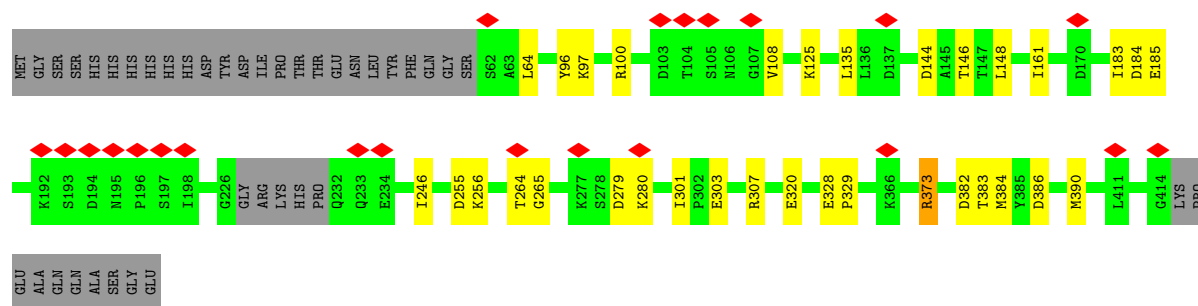 MET GLY SER SER HIS HIS HIS HIS HIS HIS ASP TYR ASP ILE PRO THR THR GLU ASN LEU TYR PHE GLN GLY SER S62 A63 L64 Y96 K97 R100 D103 T104 S105 N106 G107 V108 K125 L135 L136 D137 D144 A145 T146 T147 L148 I161 D170 I183 D184 E185
K192 S193 D194 N195 P196 S197 I198 G226 GLY ARG LYS HIS PRO Q232 Q233 E234 I246 D255 K256 T264 G265 K277 S278 D279 K280 I301 P302 E303 R307 E320 E328 P329 K366 R373 D382 T383 M384 Y385 D386 M390 L411 G414 LYS PRO
GLU ALA GLN GLN ALA SER GLY GLU